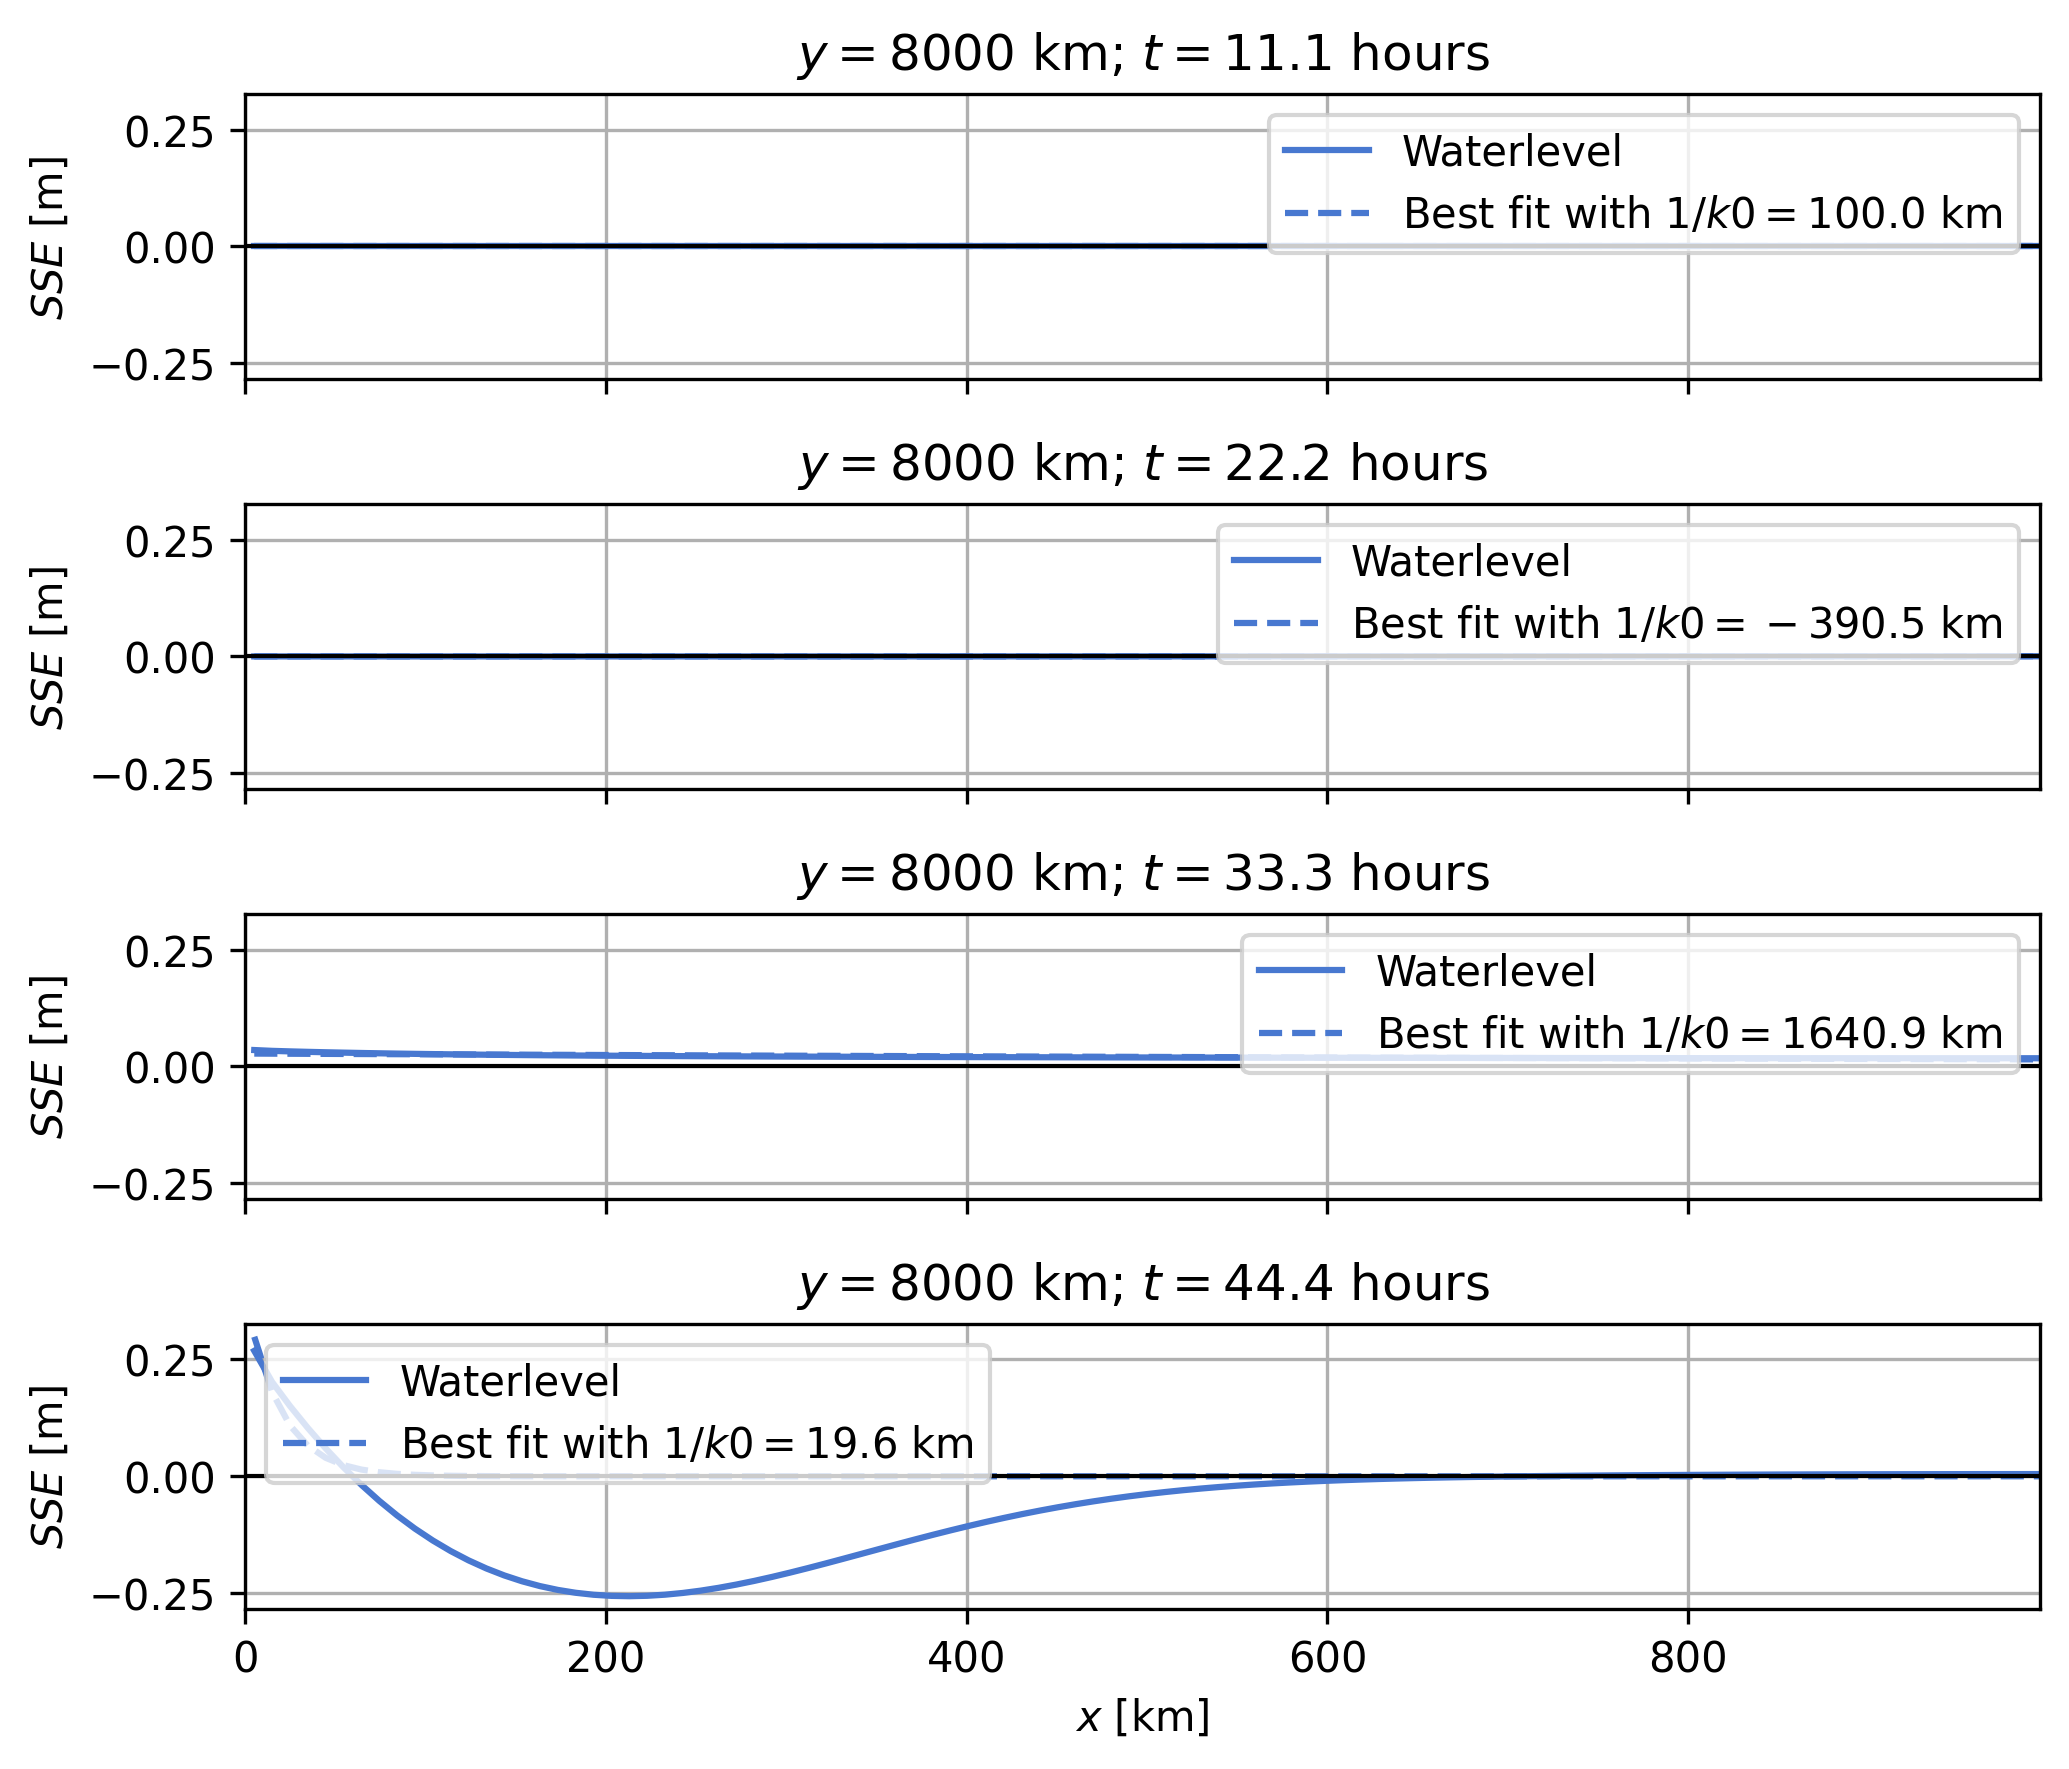 y = 8000 km; t = 11.1 hours
0.25
0.00
−0.25
SSE [m]
Waterlevel
Best fit with 1/k0 = 100.0 km
y = 8000 km; t = 22.2 hours
0.25
0.00
−0.25
SSE [m]
Waterlevel
Best fit with 1/k0 = −390.5 km
y = 8000 km; t = 33.3 hours
0.25
0.00
−0.25
SSE [m]
Waterlevel
Best fit with 1/k0 = 1640.9 km
y = 8000 km; t = 44.4 hours
0.25
0.00
−0.25
SSE [m]
Waterlevel
Best fit with 1/k0 = 19.6 km
0 200 400 600 800
x [km]